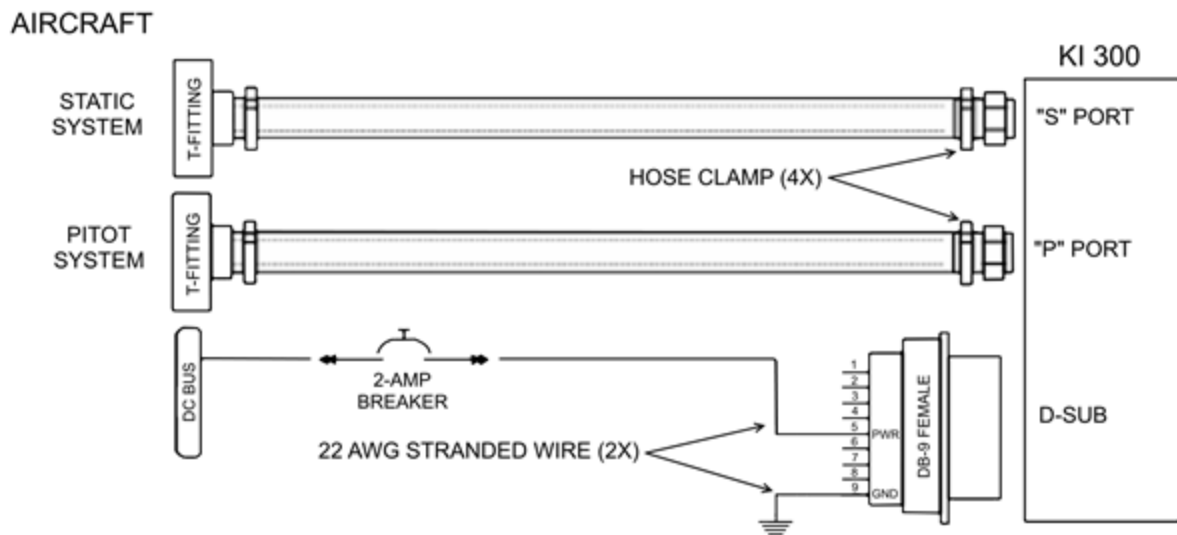 AIRCRAFT
KI 300
STATIC
SYSTEM
T-FITTING
"S" PORT
HOSE CLAMP (4X)
PITOT
SYSTEM
T-FITTING
"P" PORT
DC BUS
2-AMP
BREAKER
22 AWG STRANDED WIRE (2X)
1
2
3
4
5
6
7
8
9
PWR
GND
DB-9 FEMALE
D-SUB